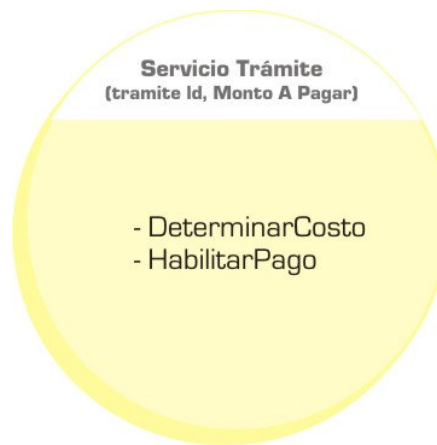 Servicio Trámite
(tramite Id, Monto A Pagar)
- DeterminarCosto
- HabilitarPago